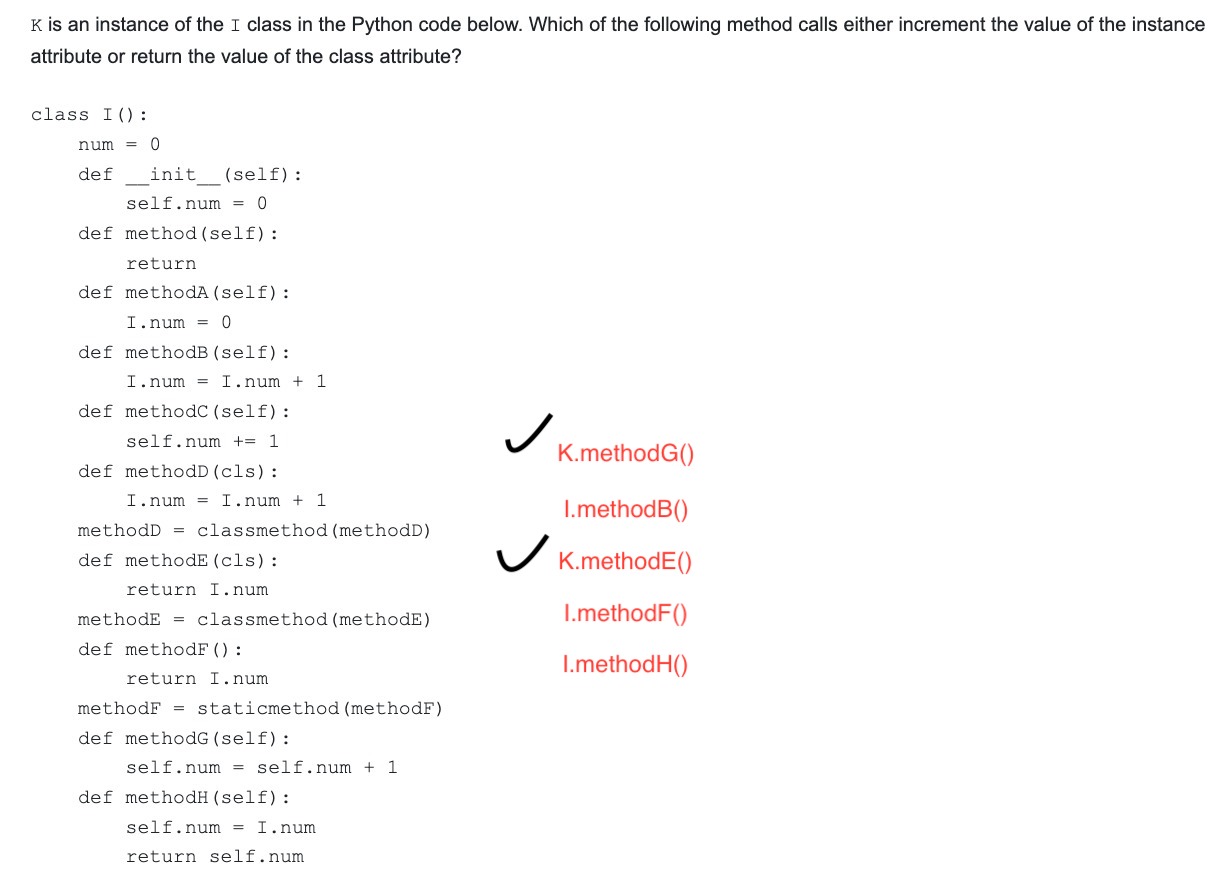 K is an instance of the I class in the Python code below. Which of the following method calls either increment the value of the instance
attribute or return the value of the class attribute?
class I():
    num = 0
    def __init__(self):
        self.num = 0
    def method(self):
        return
    def methodA(self):
        I.num = 0
    def methodB(self):
        I.num = I.num + 1
    def methodC(self):
        self.num += 1
    def methodD(cls):
        I.num = I.num + 1
    methodD = classmethod(methodD)
    def methodE(cls):
        return I.num
    methodE = classmethod(methodE)
    def methodF():
        return I.num
    methodF = staticmethod(methodF)
    def methodG(self):
        self.num = self.num + 1
    def methodH(self):
        self.num = I.num
        return self.num
K.methodG()
I.methodB()
K.methodE()
I.methodF()
I.methodH()